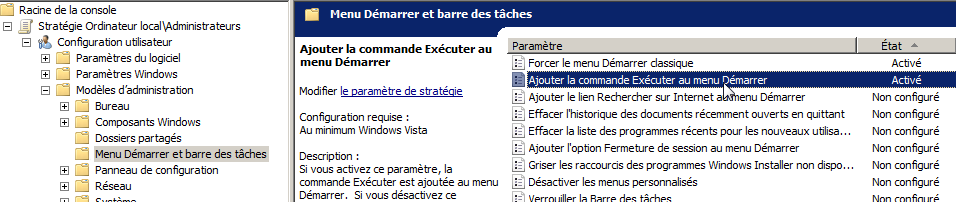 Racine de la console
Stratégie Ordinateur local\Administrateurs
Configuration utilisateur
Paramètres du logiciel
Paramètres Windows
Modèles d'administration
Bureau
Composants Windows
Dossiers partagés
Menu Démarrer et barre des tâches
Panneau de configuration
Réseau
Système
Menu Démarrer et barre des tâches
Ajouter la commande Exécuter au
menu Démarrer
Modifier le paramètre de stratégie
Configuration requise :
Au minimum Windows Vista
Description :
Si vous activez ce paramètre, la
commande Exécuter est ajoutée au menu
Démarrer.  Si vous désactivez ce
Paramètre État
Forcer le menu Démarrer classique Activé
Ajouter la commande Exécuter au menu Démarrer Activé
Ajouter le lien Rechercher sur Internet au menu Démarrer Non configuré
Effacer l'historique des documents récemment ouverts en quittant Non configuré
Effacer la liste des programmes récents pour les nouveaux utilisa... Non configuré
Ajouter l'option Fermeture de session au menu Démarrer Non configuré
Griser les raccourcis des programmes Windows Installer non dispo... Non configuré
Désactiver les menus personnalisés Non configuré
Verrouiller la Barre des tâches Non configuré